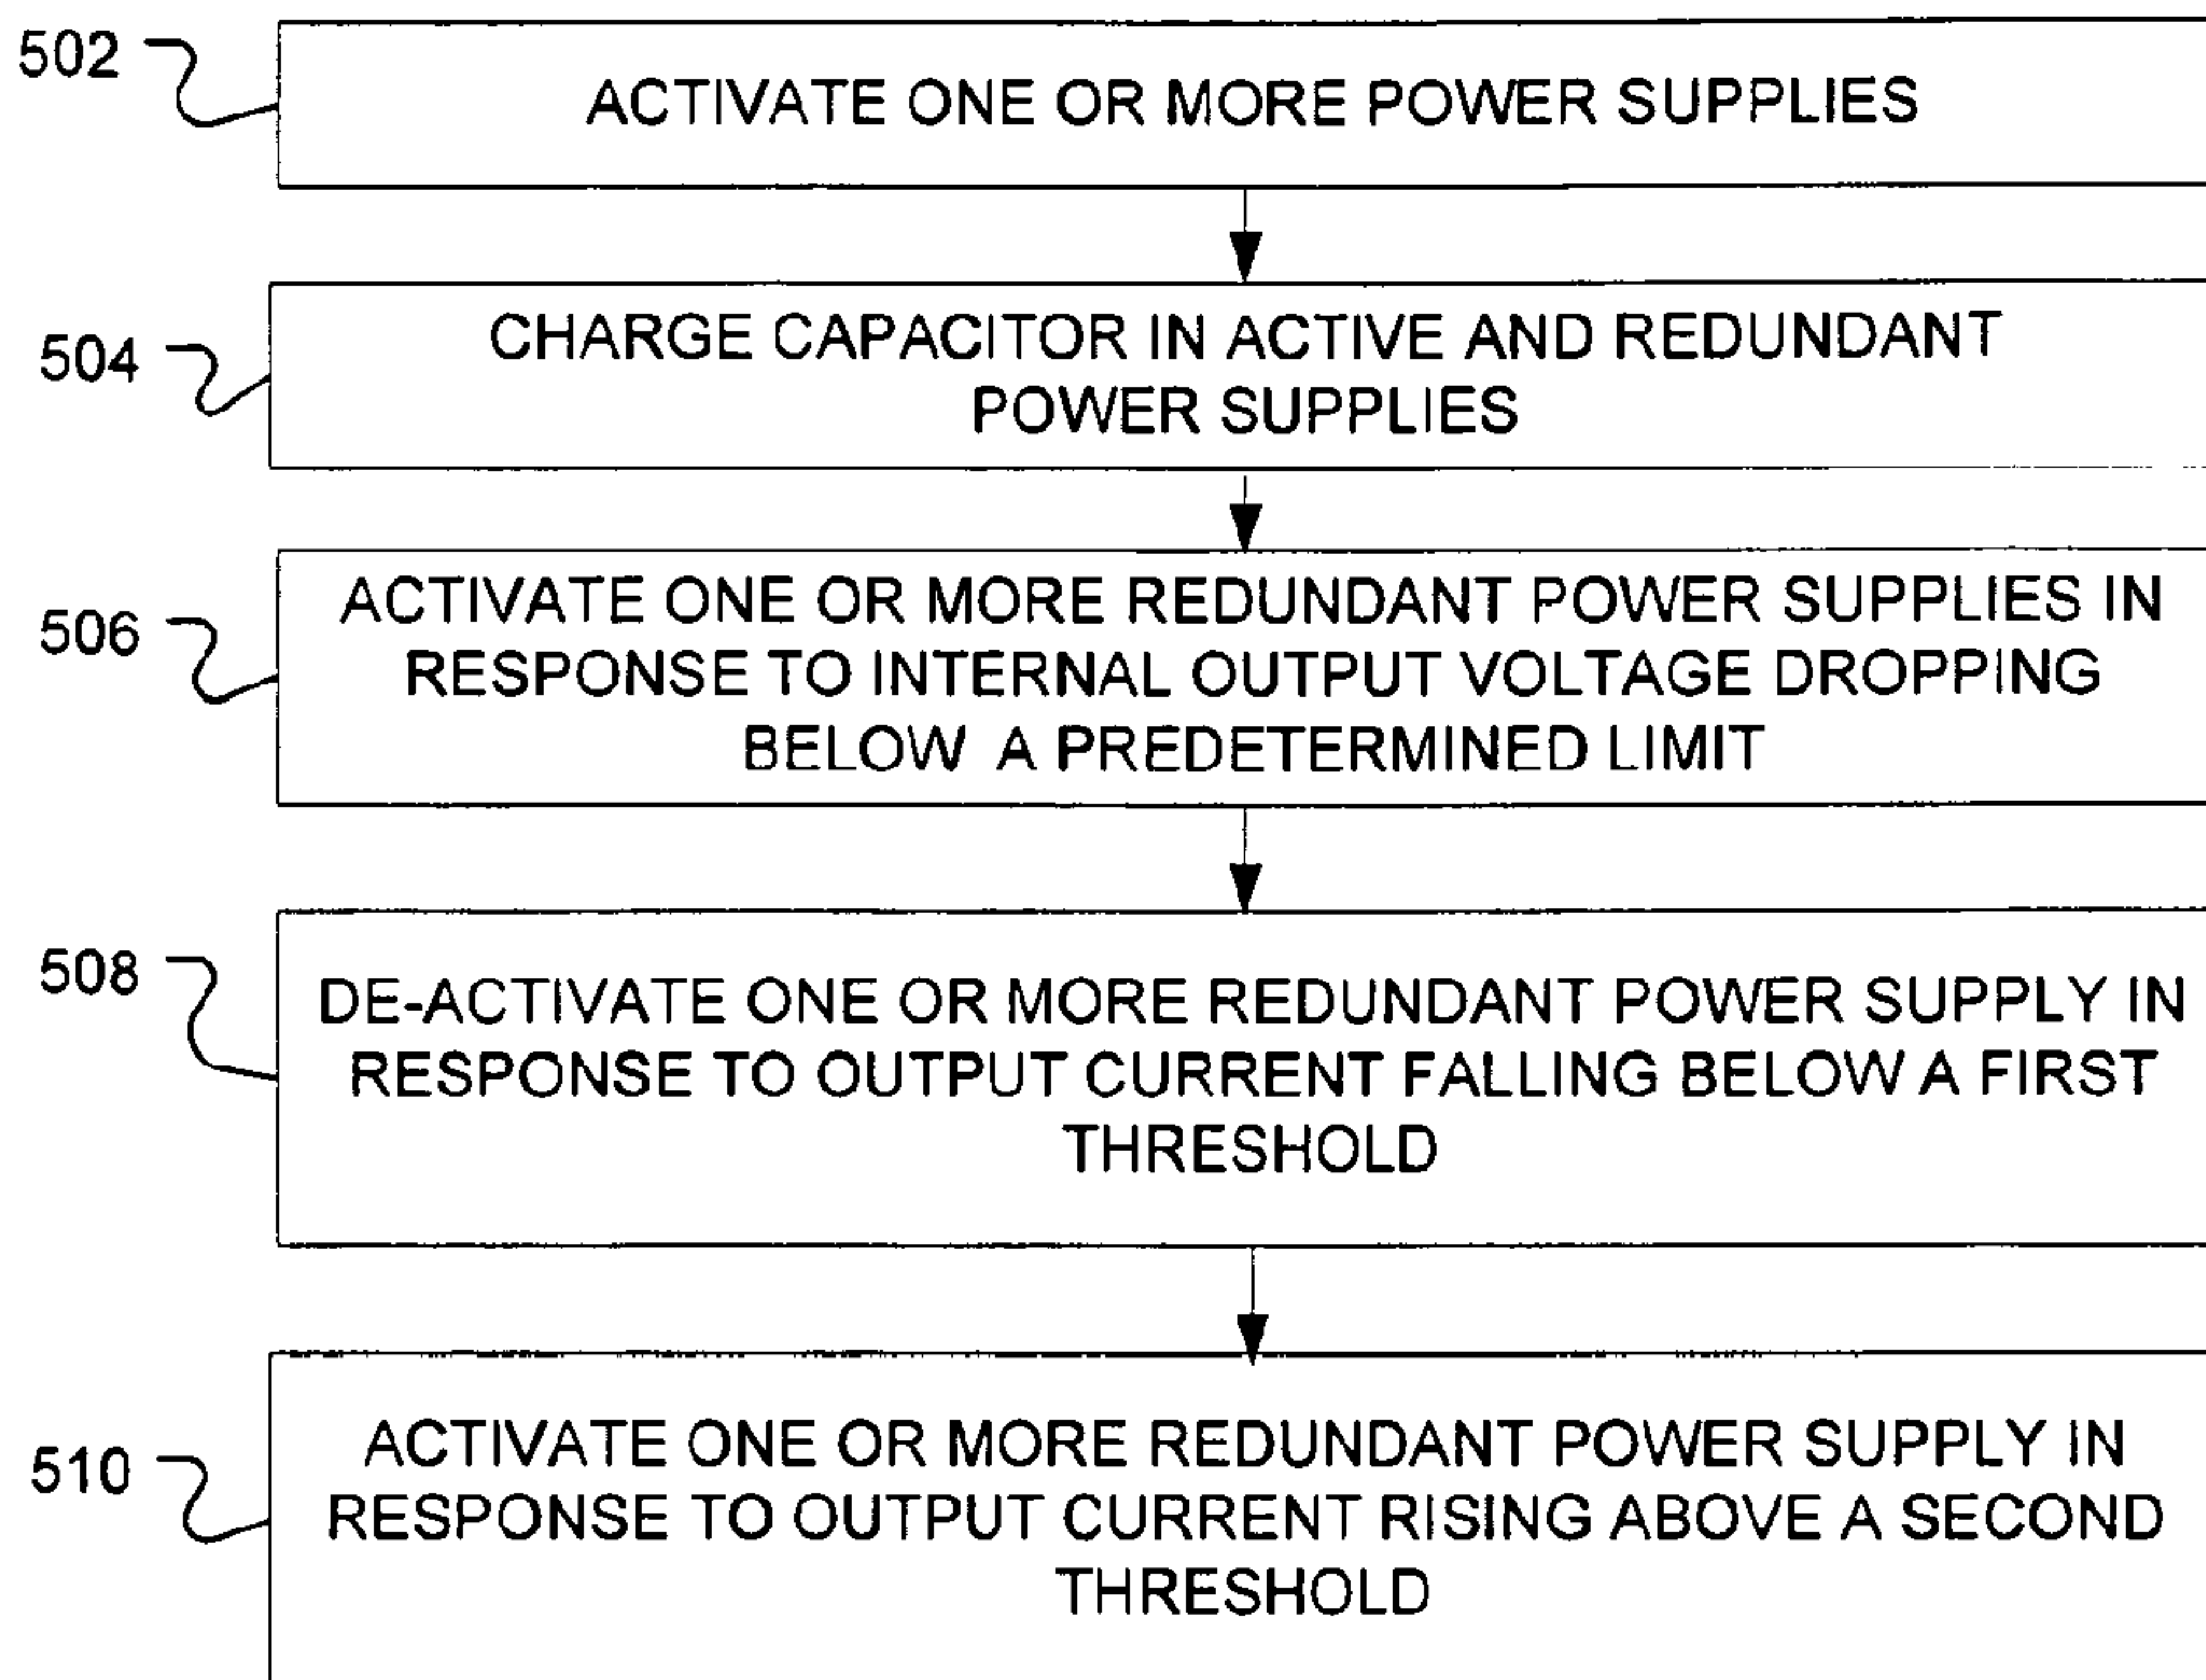 502
ACTIVATE ONE OR MORE POWER SUPPLIES
504
CHARGE CAPACITOR IN ACTIVE AND REDUNDANT
POWER SUPPLIES
506
ACTIVATE ONE OR MORE REDUNDANT POWER SUPPLIES IN
RESPONSE TO INTERNAL OUTPUT VOLTAGE DROPPING
BELOW A PREDETERMINED LIMIT
508
DE-ACTIVATE ONE OR MORE REDUNDANT POWER SUPPLY IN
RESPONSE TO OUTPUT CURRENT FALLING BELOW A FIRST
THRESHOLD
510
ACTIVATE ONE OR MORE REDUNDANT POWER SUPPLY IN
RESPONSE TO OUTPUT CURRENT RISING ABOVE A SECOND
THRESHOLD